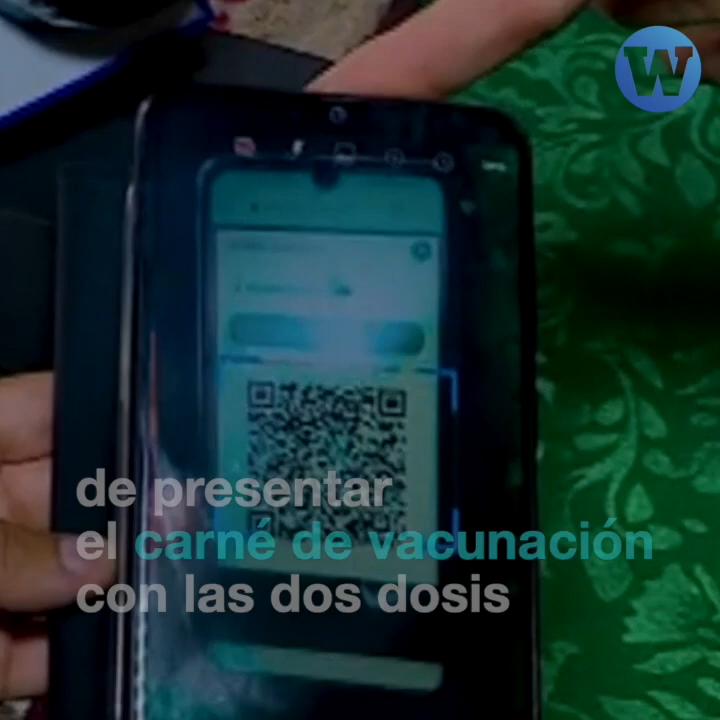 W
de presentar
el carné de vacunación
con las dos dosis